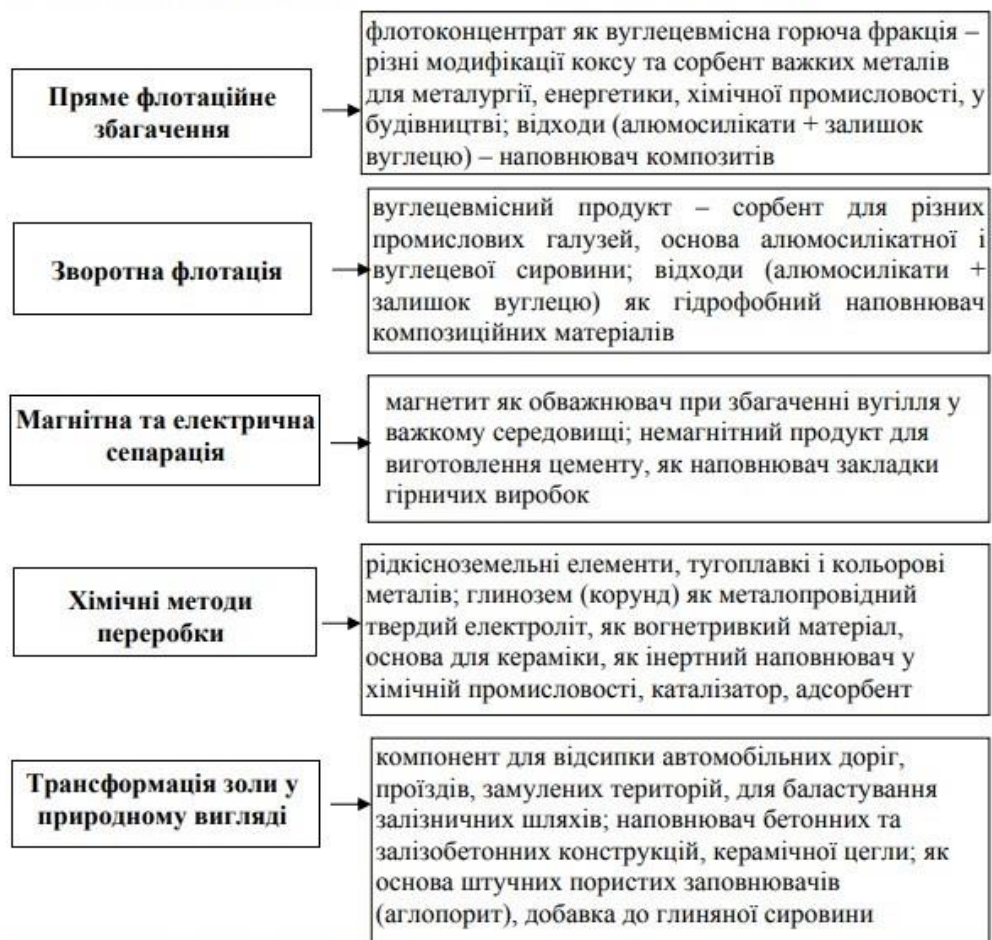 Пряме флотаційне
збагачення
флотоконцентрат як вуглецевмісна горюча фракція –
різні модифікації коксу та сорбент важких металів
для металургії, енергетики, хімічної промисловості, у
будівництві; відходи (алюмосилікати + залишок
вуглецю) – наповнювач композитів
Зворотна флотація
вуглецевмісний продукт – сорбент для різних
промислових галузей, основа алюмосилікатної і
вуглецевої сировини; відходи (алюмосилікати +
залишок вуглецю) як гідрофобний наповнювач
композиційних матеріалів
Магнітна та електрична
сепарація
магнетит як обважнювач при збагаченні вугілля у
важкому середовищі; немагнітний продукт для
виготовлення цементу, як наповнювач закладки
гірничих виробок
Хімічні методи
переробки
рідкісноземельні елементи, тугоплавкі і кольорові
металів; глинозем (корунд) як металопровідний
твердий електроліт, як вогнетривкий матеріал,
основа для кераміки, як інертний наповнювач у
хімічній промисловості, каталізатор, адсорбент
Трансформація золи у
природному вигляді
компонент для відсипки автомобільних доріг,
проїздів, замулених територій, для баластування
залізничних шляхів; наповнювач бетонних та
залізобетонних конструкцій, керамічної цегли; як
основа штучних пористих заповнювачів
(аглопорит), добавка до глиняної сировини